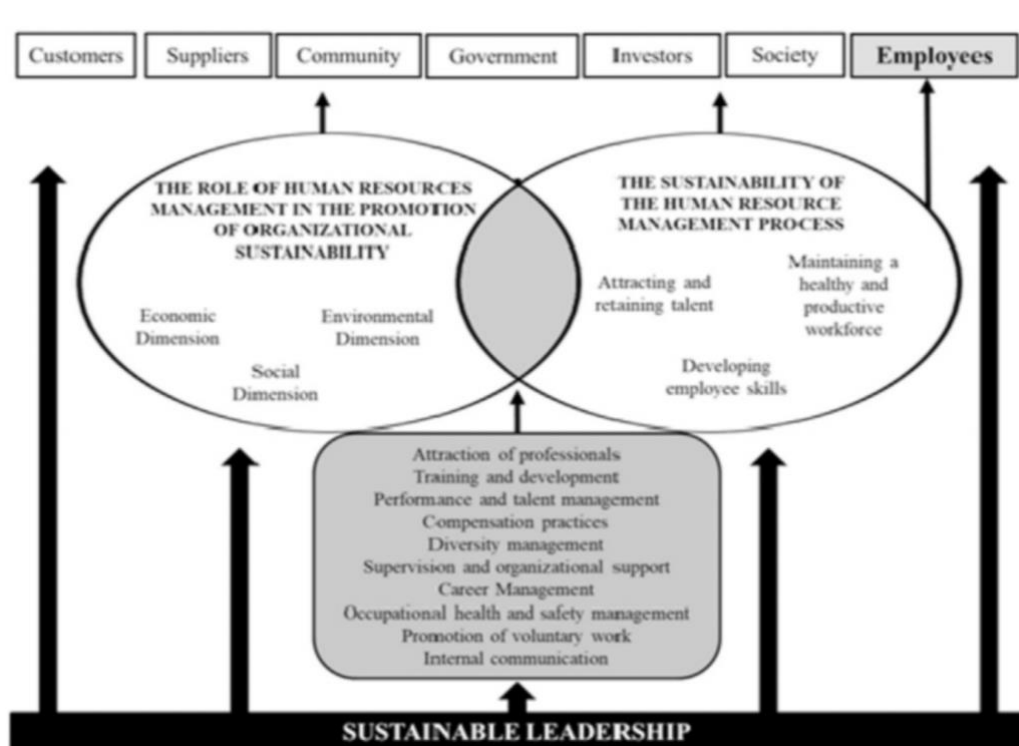 Customers
Suppliers
Community
Government
Investors
Society
Employees
THE ROLE OF HUMAN RESOURCES
MANAGEMENT IN THE PROMOTION
OF ORGANIZATIONAL
SUSTAINABILITY
Economic
Dimension
Environmental
Dimension
Social
Dimension
THE SUSTAINABILITY OF
THE HUMAN RESOURCE
MANAGEMENT PROCESS
Attracting and
retaining talent
Maintaining a
healthy and
productive
workforce
Developing
employee skills
Attraction of professionals
Training and development
Performance and talent management
Compensation practices
Diversity management
Supervision and organizational support
Career Management
Occupational health and safety management
Promotion of voluntary work
Internal communication
SUSTAINABLE LEADERSHIP